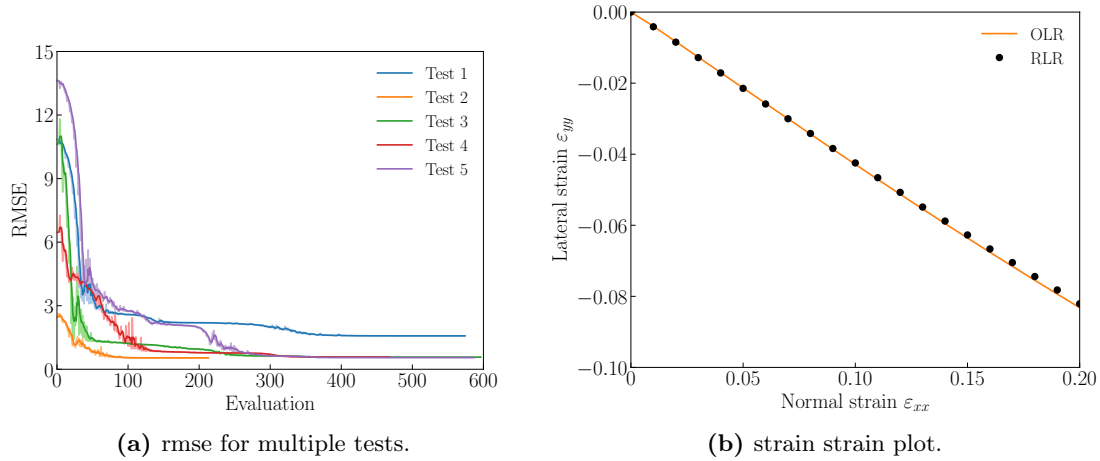 15
12
9
6
3
0
RMSE
0 100 200 300 400 500 600
Evaluation
Test 1
Test 2
Test 3
Test 4
Test 5
(a) rmse for multiple tests.
0.00
−0.02
−0.04
−0.06
−0.08
−0.10
Lateral strain εyy
0.05 0.10 0.15 0.20
Normal strain εxx
OLR
RLR
(b) strain strain plot.